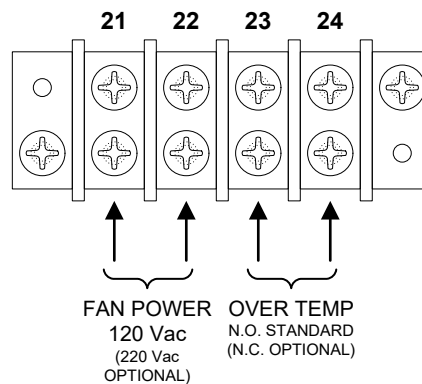 21 22 23 24
FAN POWER OVER TEMP
120 Vac N.O. STANDARD
(220 Vac (N.C. OPTIONAL)
OPTIONAL)